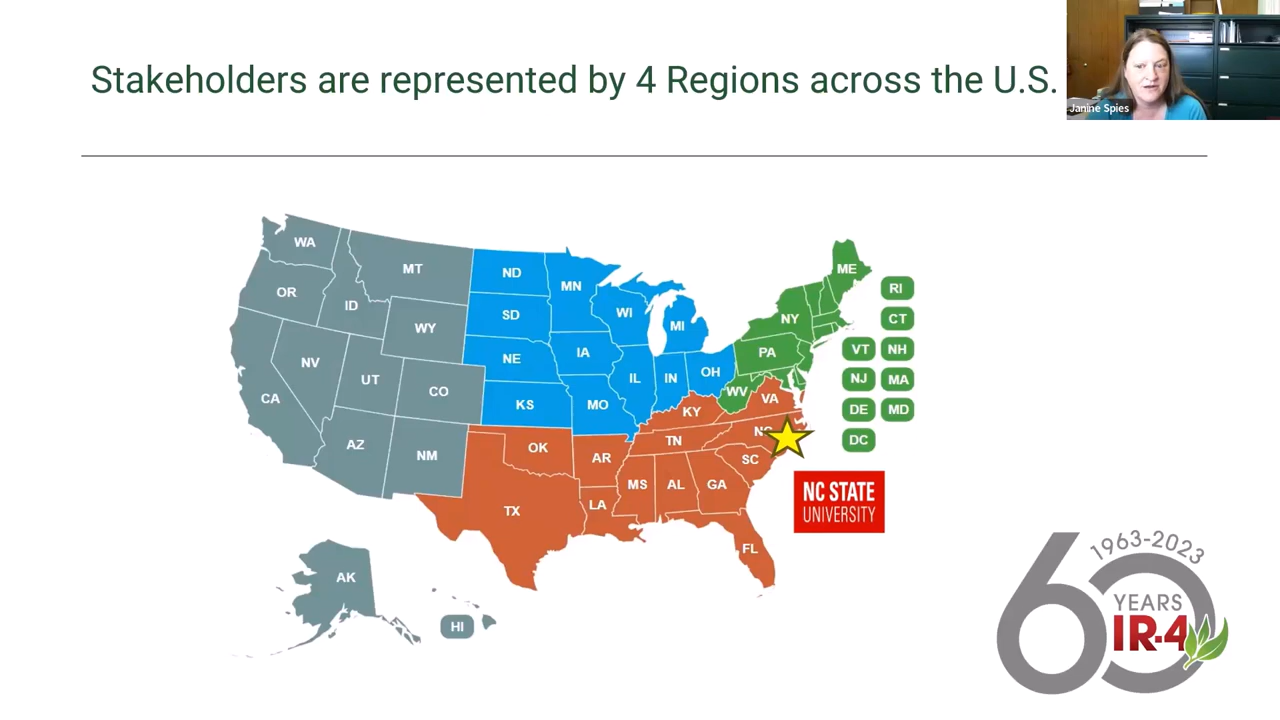 Stakeholders are represented by 4 Regions across the U.S.
Janine Spies
WA
MT
ND
MN
ME
OR
ID
SD
WI
MI
NY
RI
CT
WY
NE
IA
PA
VT
NH
NV
UT
CO
IL
IN
OH
WV
NJ
MA
CA
KS
MO
KY
VA
DE
MD
AZ
NM
OK
AR
TN
NC
DC
SC
MS
AL
GA
TX
LA
FL
NC STATE
UNIVERSITY
AK
HI
1963-2023
60
YEARS
IR-4